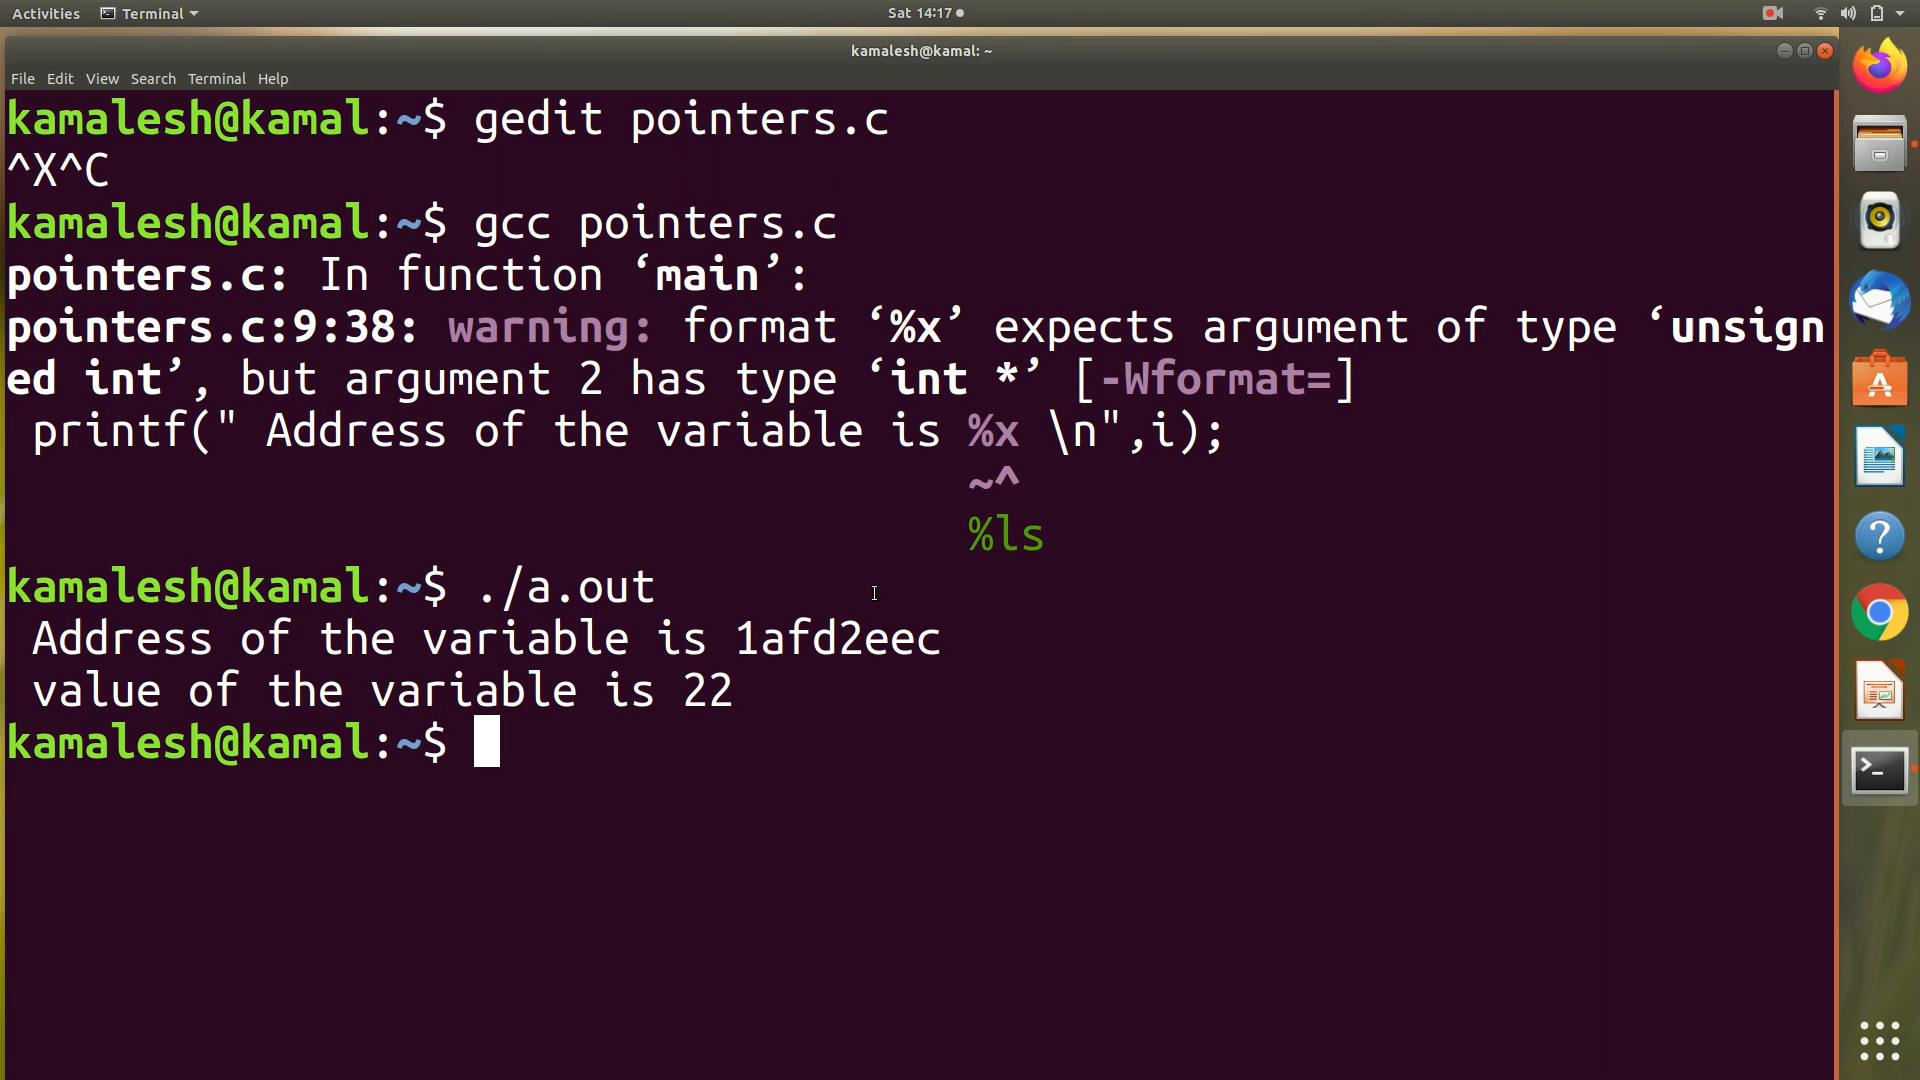 Activities Terminal Sat 14:17
kamalesh@kamal: ~
File Edit View Search Terminal Help
kamalesh@kamal:~$ gedit pointers.c
^X^C
kamalesh@kamal:~$ gcc pointers.c
pointers.c: In function ‘main’:
pointers.c:9:38: warning: format ‘%x’ expects argument of type ‘unsign
ed int’, but argument 2 has type ‘int *’ [-Wformat=]
printf(" Address of the variable is %x \n",i);
~^
%ls
kamalesh@kamal:~$ ./a.out
Address of the variable is 1afd2eec
value of the variable is 22
kamalesh@kamal:~$